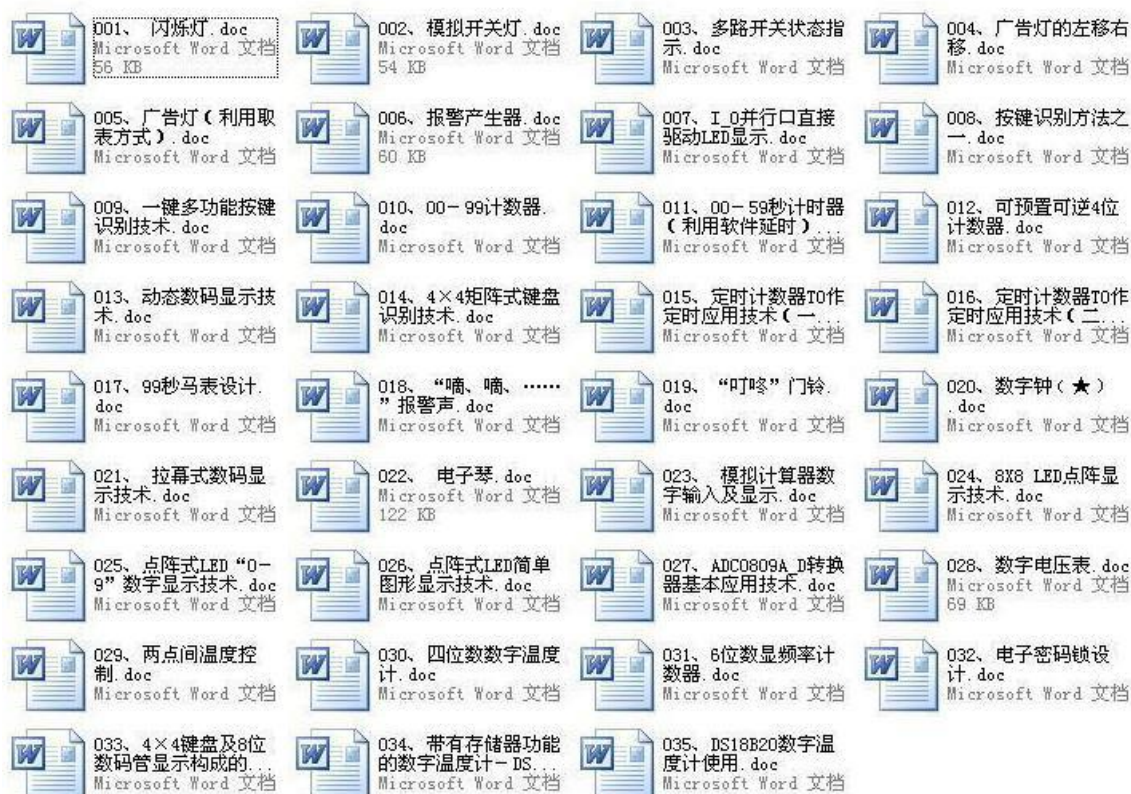 001、 闪烁灯.doc
Microsoft Word 文档
56 KB
002、模拟开关灯.doc
Microsoft Word 文档
54 KB
003、多路开关状态指
示.doc
Microsoft Word 文档
004、广告灯的左移右
移.doc
Microsoft Word 文档
005、广告灯(利用取
表方式).doc
Microsoft Word 文档
006、报警产生器.doc
Microsoft Word 文档
60 KB
007、I_O并行口直接
驱动LED显示.doc
Microsoft Word 文档
008、按键识别方法之
一.doc
Microsoft Word 文档
009、一键多功能按键
识别技术.doc
Microsoft Word 文档
010、00-99计数器.
doc
Microsoft Word 文档
011、00-59秒计时器
(利用软件延时)...
Microsoft Word 文档
012、可预置可逆4位
计数器.doc
Microsoft Word 文档
013、动态数码显示技
术.doc
Microsoft Word 文档
014、4×4矩阵式键盘
识别技术.doc
Microsoft Word 文档
015、定时计数器T0作
定时应用技术(一...
Microsoft Word 文档
016、定时计数器T0作
定时应用技术(二...
Microsoft Word 文档
017、99秒马表设计.
doc
Microsoft Word 文档
018、“嘀、嘀、……
”报警声.doc
Microsoft Word 文档
019、“叮咚”门铃.
doc
Microsoft Word 文档
020、数字钟(★)
.doc
Microsoft Word 文档
021、 拉幕式数码显
示技术.doc
Microsoft Word 文档
022、 电子琴.doc
Microsoft Word 文档
122 KB
023、 模拟计算器数
字输入及显示.doc
Microsoft Word 文档
024、8X8 LED点阵显
示技术.doc
Microsoft Word 文档
025、点阵式LED“0-
9”数字显示技术.doc
Microsoft Word 文档
026、点阵式LED简单
图形显示技术.doc
Microsoft Word 文档
027、ADC0809A_D转换
器基本应用技术.doc
Microsoft Word 文档
028、数字电压表.doc
Microsoft Word 文档
69 KB
029、两点间温度控
制.doc
Microsoft Word 文档
030、四位数数字温度
计.doc
Microsoft Word 文档
031、6位数显频率计
数器.doc
Microsoft Word 文档
032、电子密码锁设
计.doc
Microsoft Word 文档
033、4×4键盘及8位
数码管显示构成的...
Microsoft Word 文档
034、带有存储器功能
的数字温度计-DS...
Microsoft Word 文档
035、DS18B20数字温
度计使用.doc
Microsoft Word 文档